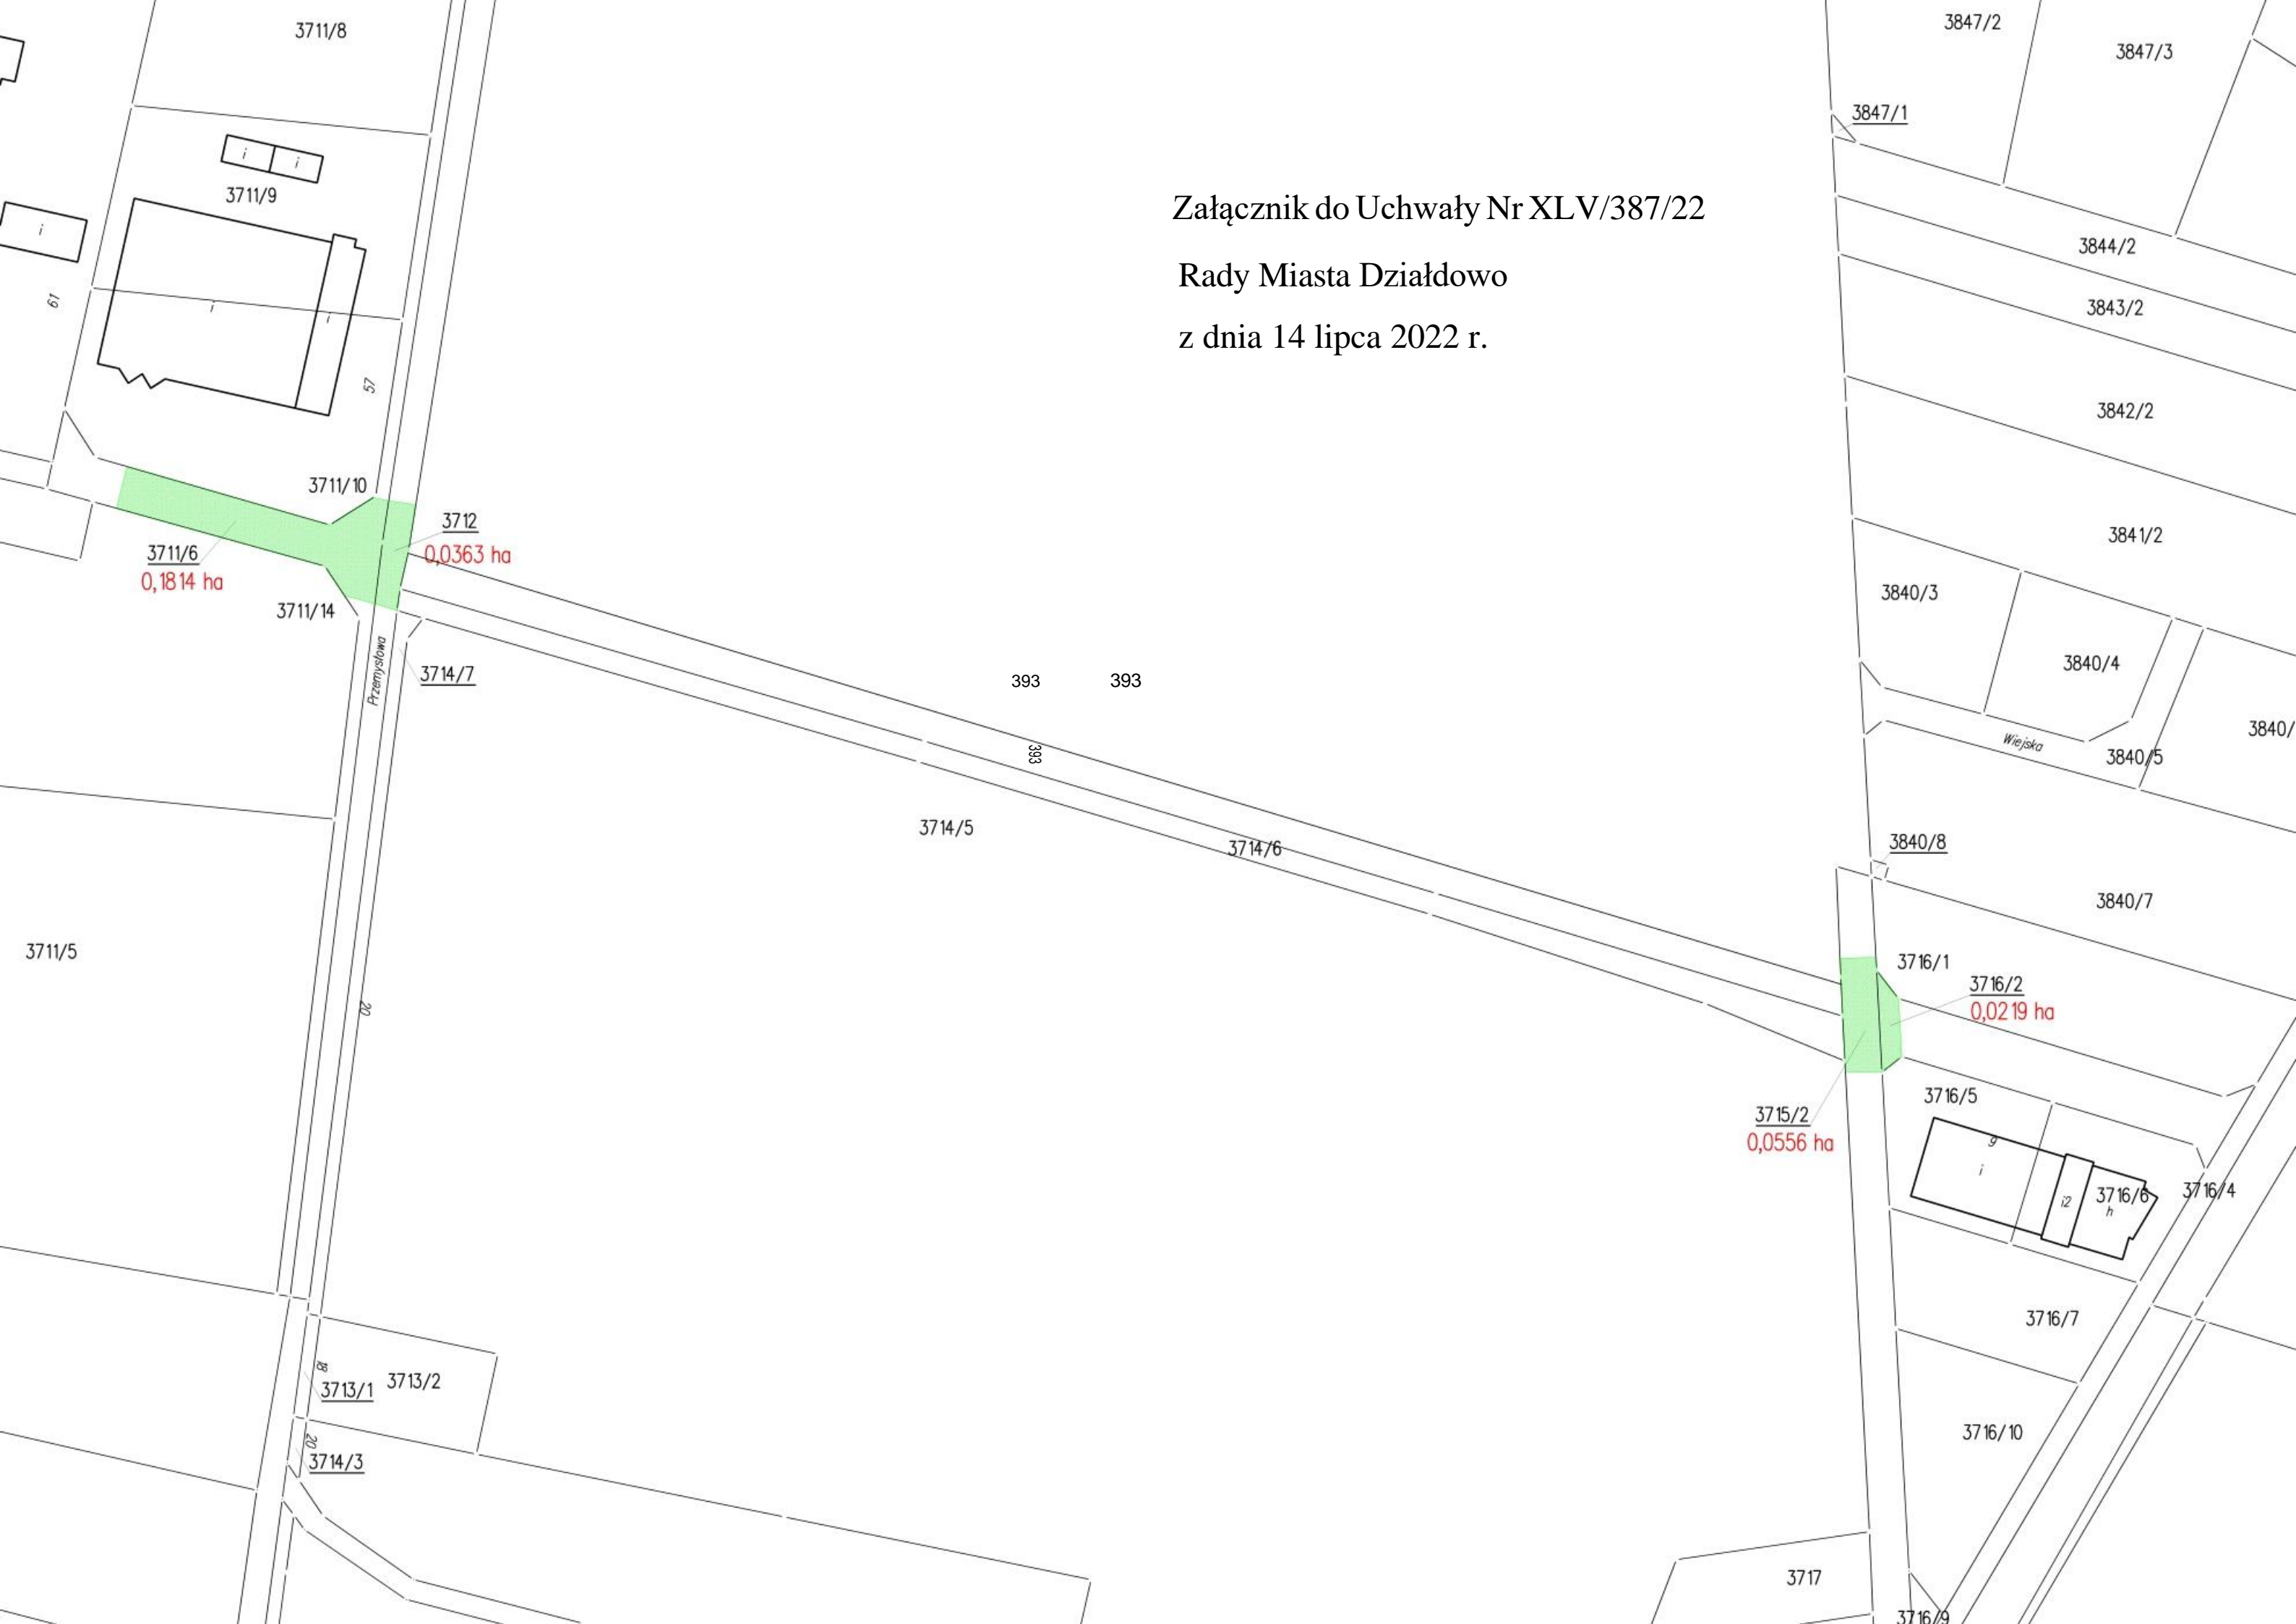 3711/8
3847/2
3847/3
3847/1
i
i
3711/9
Załącznik do Uchwały Nr XLV/387/22
Rady Miasta Działdowo
z dnia 14 lipca 2022 r.
i
61
i
i
57
3844/2
3843/2
3842/2
3841/2
3711/10
3712
0,0363 ha
3711/6
0,1814 ha
3711/14
Przemysłowa
3714/7
393
393
393
3840/3
3840/4
3840/
Wiejska
3840/5
3714/5
3714/6
3840/8
3840/7
3711/5
20
3716/1
3716/2
0,0219 ha
3715/2
0,0556 ha
3716/5
9
i
i2
3716/6
h
3716/4
3716/7
3716/10
18
3713/1
3713/2
20
3714/3
3717
3716/9